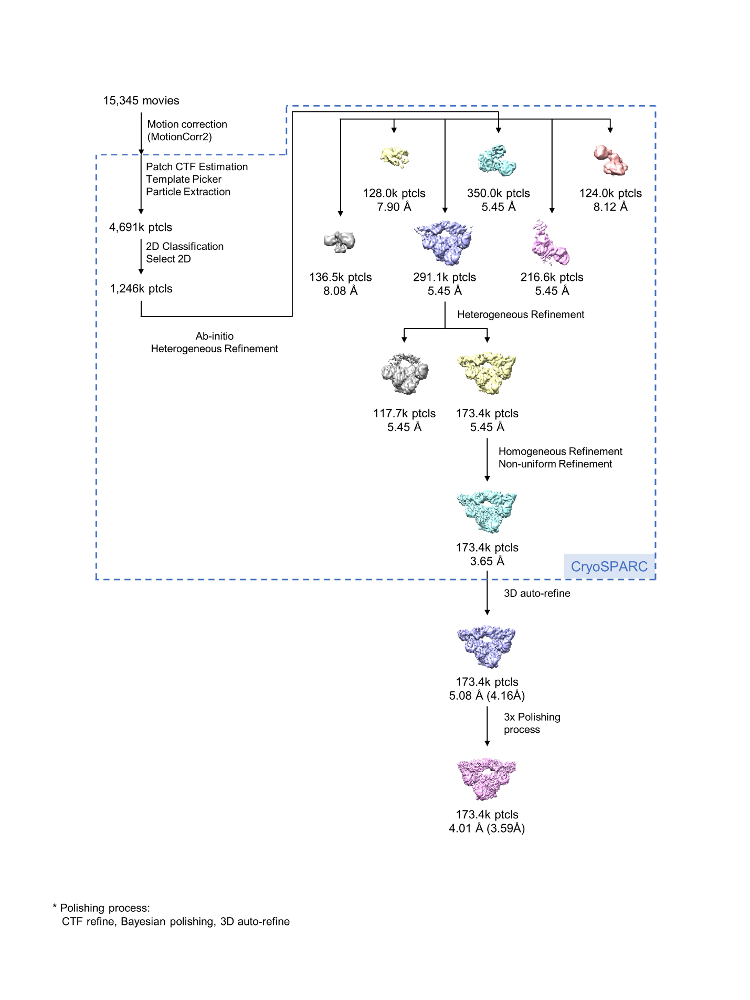 15,345 movies
Motion correction
(MotionCorr2)
Patch CTF Estimation
Template Picker
Particle Extraction
4,691k ptcls
2D Classification
Select 2D
1,246k ptcls
Ab-initio
Heterogeneous Refinement
128.0k ptcls
7.90 Å
350.0k ptcls
5.45 Å
124.0k ptcls
8.12 Å
136.5k ptcls
8.08 Å
291.1k ptcls
5.45 Å
216.6k ptcls
5.45 Å
Heterogeneous Refinement
117.7k ptcls
5.45 Å
173.4k ptcls
5.45 Å
Homogeneous Refinement
Non-uniform Refinement
173.4k ptcls
3.65 Å
CryoSPARC
3D auto-refine
173.4k ptcls
5.08 Å (4.16Å)
3x Polishing
process
173.4k ptcls
4.01 Å (3.59Å)
* Polishing process:
CTF refine, Bayesian polishing, 3D auto-refine